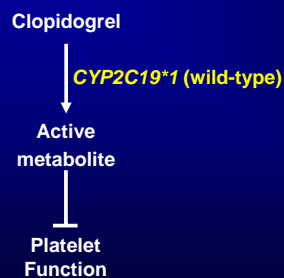 Clopidogrel
CYP2C19*1 (wild-type)
Active
metabolite
Platelet
Function